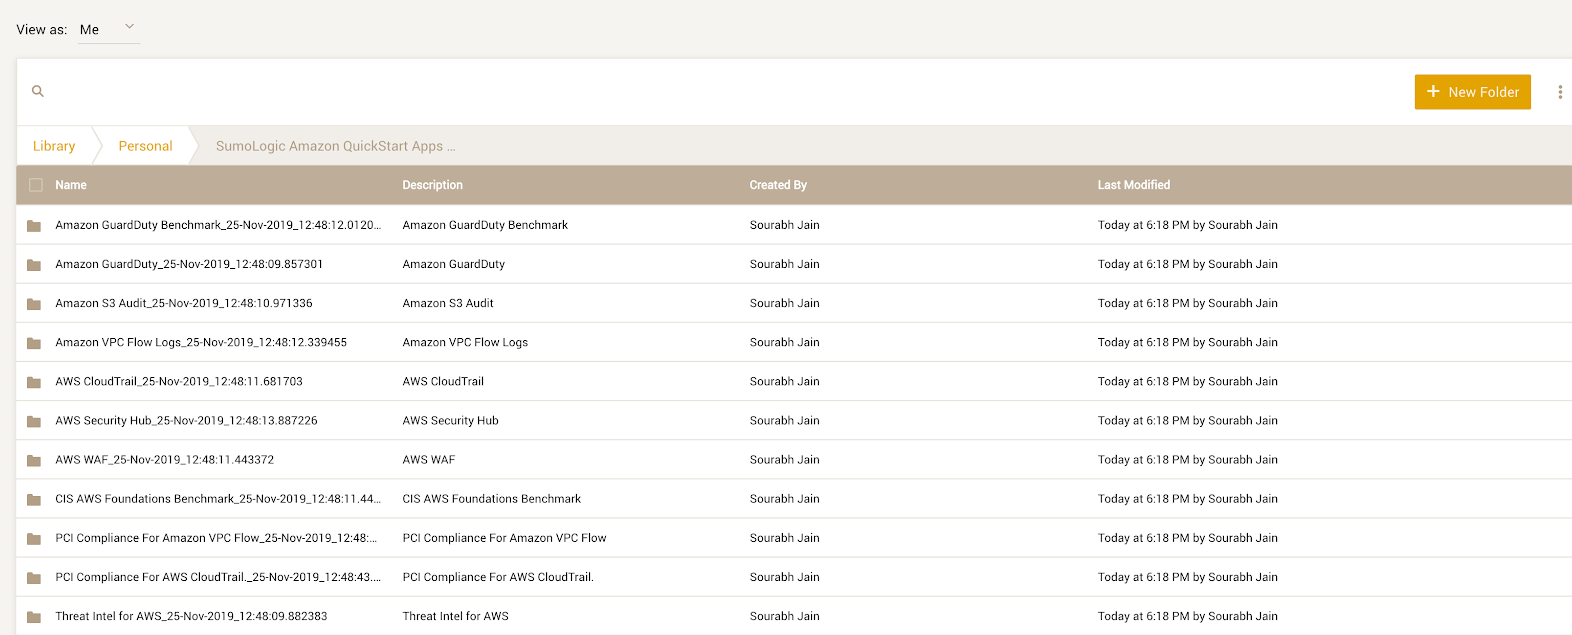 View as: Me
+ New Folder
Library Personal SumoLogic Amazon QuickStart Apps ...
Name Description Created By Last Modified
Amazon GuardDuty Benchmark_25-Nov-2019_12:48:12.0120... Amazon GuardDuty Benchmark Sourabh Jain Today at 6:18 PM by Sourabh Jain
Amazon GuardDuty_25-Nov-2019_12:48:09.857301 Amazon GuardDuty Sourabh Jain Today at 6:18 PM by Sourabh Jain
Amazon S3 Audit_25-Nov-2019_12:48:10.971336 Amazon S3 Audit Sourabh Jain Today at 6:18 PM by Sourabh Jain
Amazon VPC Flow Logs_25-Nov-2019_12:48:12.339455 Amazon VPC Flow Logs Sourabh Jain Today at 6:18 PM by Sourabh Jain
AWS CloudTrail_25-Nov-2019_12:48:11.681703 AWS CloudTrail Sourabh Jain Today at 6:18 PM by Sourabh Jain
AWS Security Hub_25-Nov-2019_12:48:13.887226 AWS Security Hub Sourabh Jain Today at 6:18 PM by Sourabh Jain
AWS WAF_25-Nov-2019_12:48:11.443372 AWS WAF Sourabh Jain Today at 6:18 PM by Sourabh Jain
CIS AWS Foundations Benchmark_25-Nov-2019_12:48:11.44... CIS AWS Foundations Benchmark Sourabh Jain Today at 6:18 PM by Sourabh Jain
PCI Compliance For Amazon VPC Flow_25-Nov-2019_12:48:... PCI Compliance For Amazon VPC Flow Sourabh Jain Today at 6:18 PM by Sourabh Jain
PCI Compliance For AWS CloudTrail._25-Nov-2019_12:48:43.... PCI Compliance For AWS CloudTrail. Sourabh Jain Today at 6:18 PM by Sourabh Jain
Threat Intel for AWS_25-Nov-2019_12:48:09.882383 Threat Intel for AWS Sourabh Jain Today at 6:18 PM by Sourabh Jain